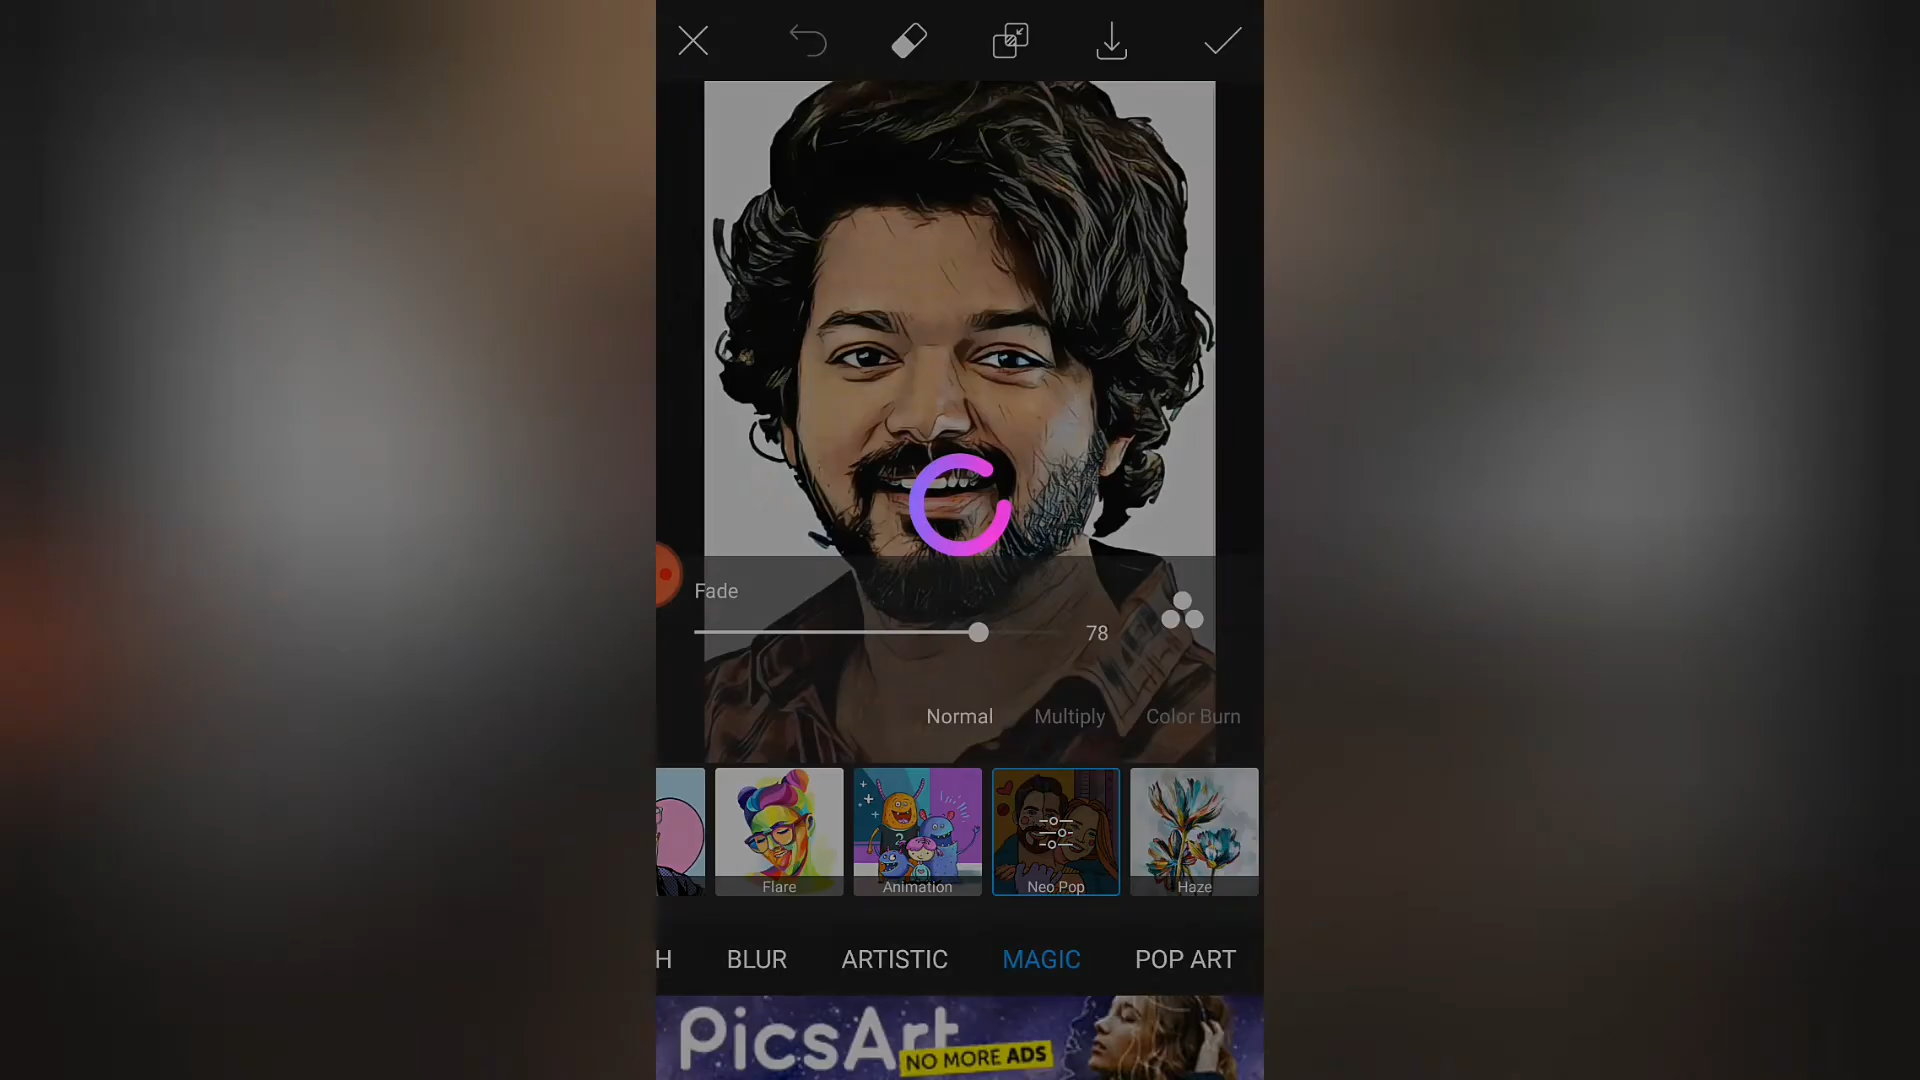 Fade
78
Normal Multiply Color Burn
Flare Animation Neo Pop Haze
H BLUR ARTISTIC MAGIC POP ART
PicsArt
NO MORE ADS